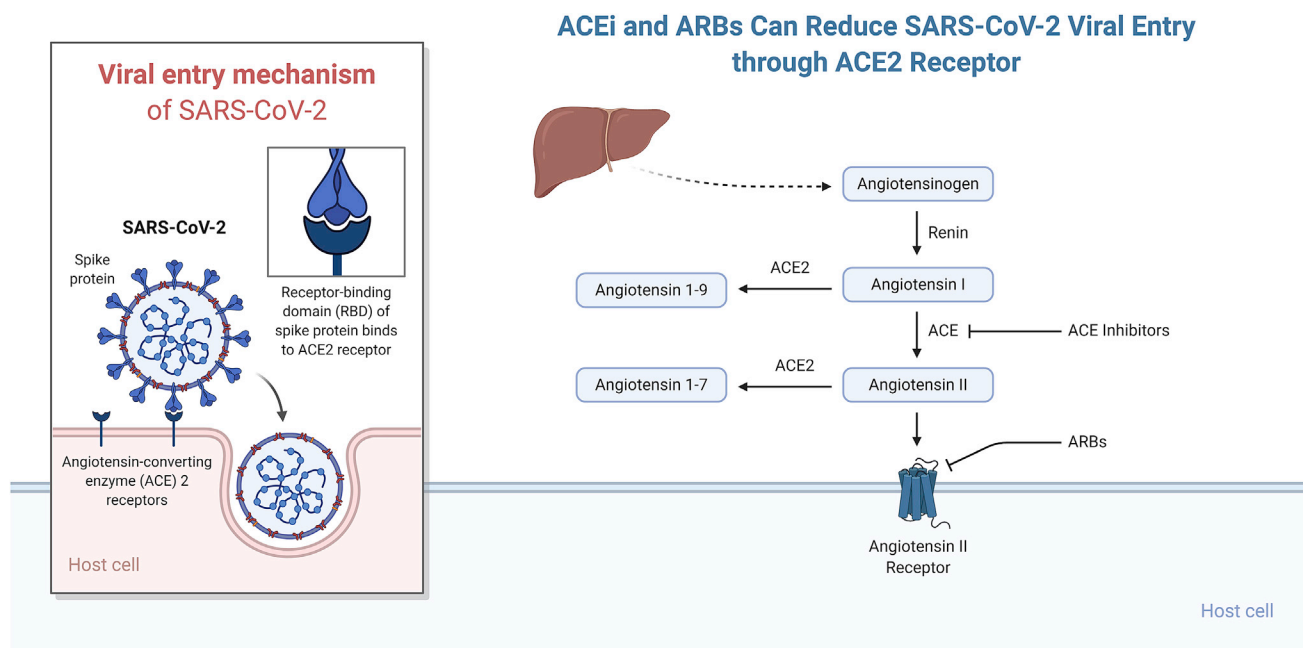 Viral entry mechanism
of SARS-CoV-2
SARS-CoV-2
Spike
protein
Receptor-binding
domain (RBD) of
spike protein binds
to ACE2 receptor
Angiotensin-converting
enzyme (ACE) 2
receptors
Host cell
ACEi and ARBs Can Reduce SARS-CoV-2 Viral Entry
through ACE2 Receptor
Angiotensinogen
Renin
Angiotensin 1-9
ACE2
Angiotensin I
ACE
ACE Inhibitors
Angiotensin 1-7
ACE2
Angiotensin II
ARBs
Angiotensin II
Receptor
Host cell